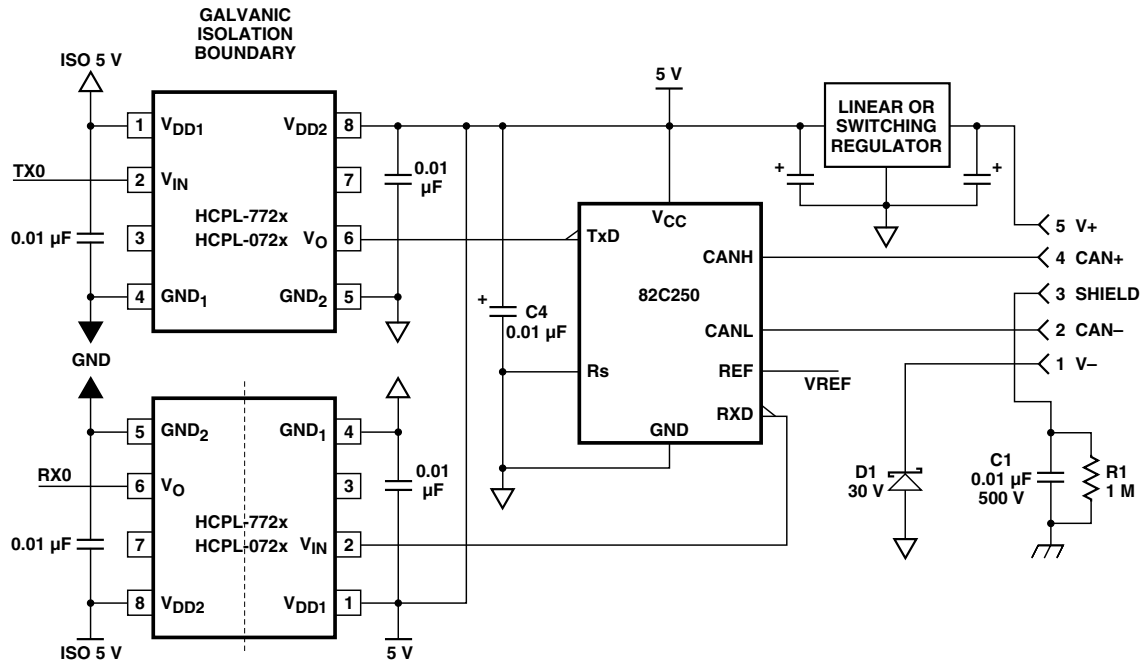 GALVANIC
ISOLATION
BOUNDARY
ISO 5 V
5 V
1 VDD1
VDD2 8
TX0
2 VIN
7
0.01
µF
HCPL-772x
HCPL-072x
0.01 µF
3
VO 6
4 GND1
GND2 5
GND
LINEAR OR
SWITCHING
REGULATOR
+
+
VCC
TxD
CANH
82C250
CANL
Rs
REF
VREF
RXD
GND
+
C4
0.01 µF
5 V+
4 CAN+
3 SHIELD
2 CAN–
1 V–
5 GND2
GND1 4
RX0
6 VO
3
0.01
µF
HCPL-772x
HCPL-072x
0.01 µF
7
VIN 2
8 VDD2
VDD1 1
ISO 5 V
5 V
D1
30 V
C1
0.01 µF
500 V
R1
1 M